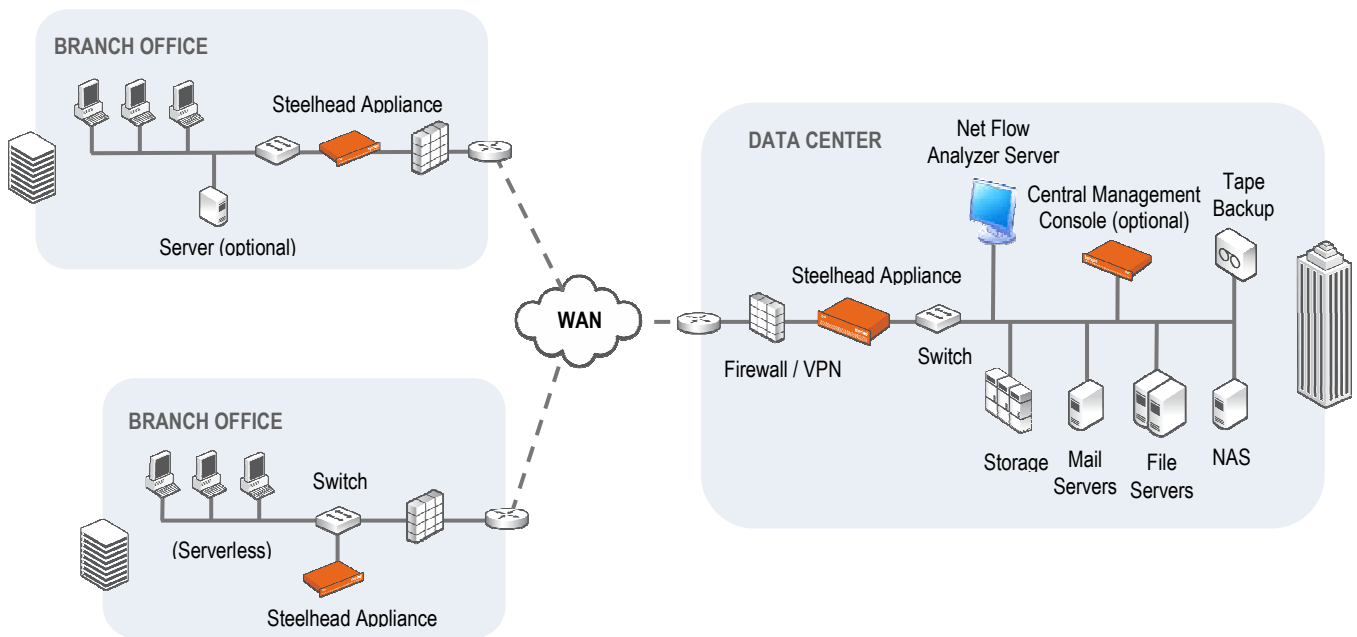 BRANCH OFFICE
Steelhead Appliance
Server (optional)
WAN
BRANCH OFFICE
Switch
(Serverless)
Steelhead Appliance
DATA CENTER
Net Flow
Analyzer Server
Central Management
Console (optional)
Tape
Backup
Steelhead Appliance
Firewall / VPN
Switch
Storage
Mail
Servers
File
Servers
NAS